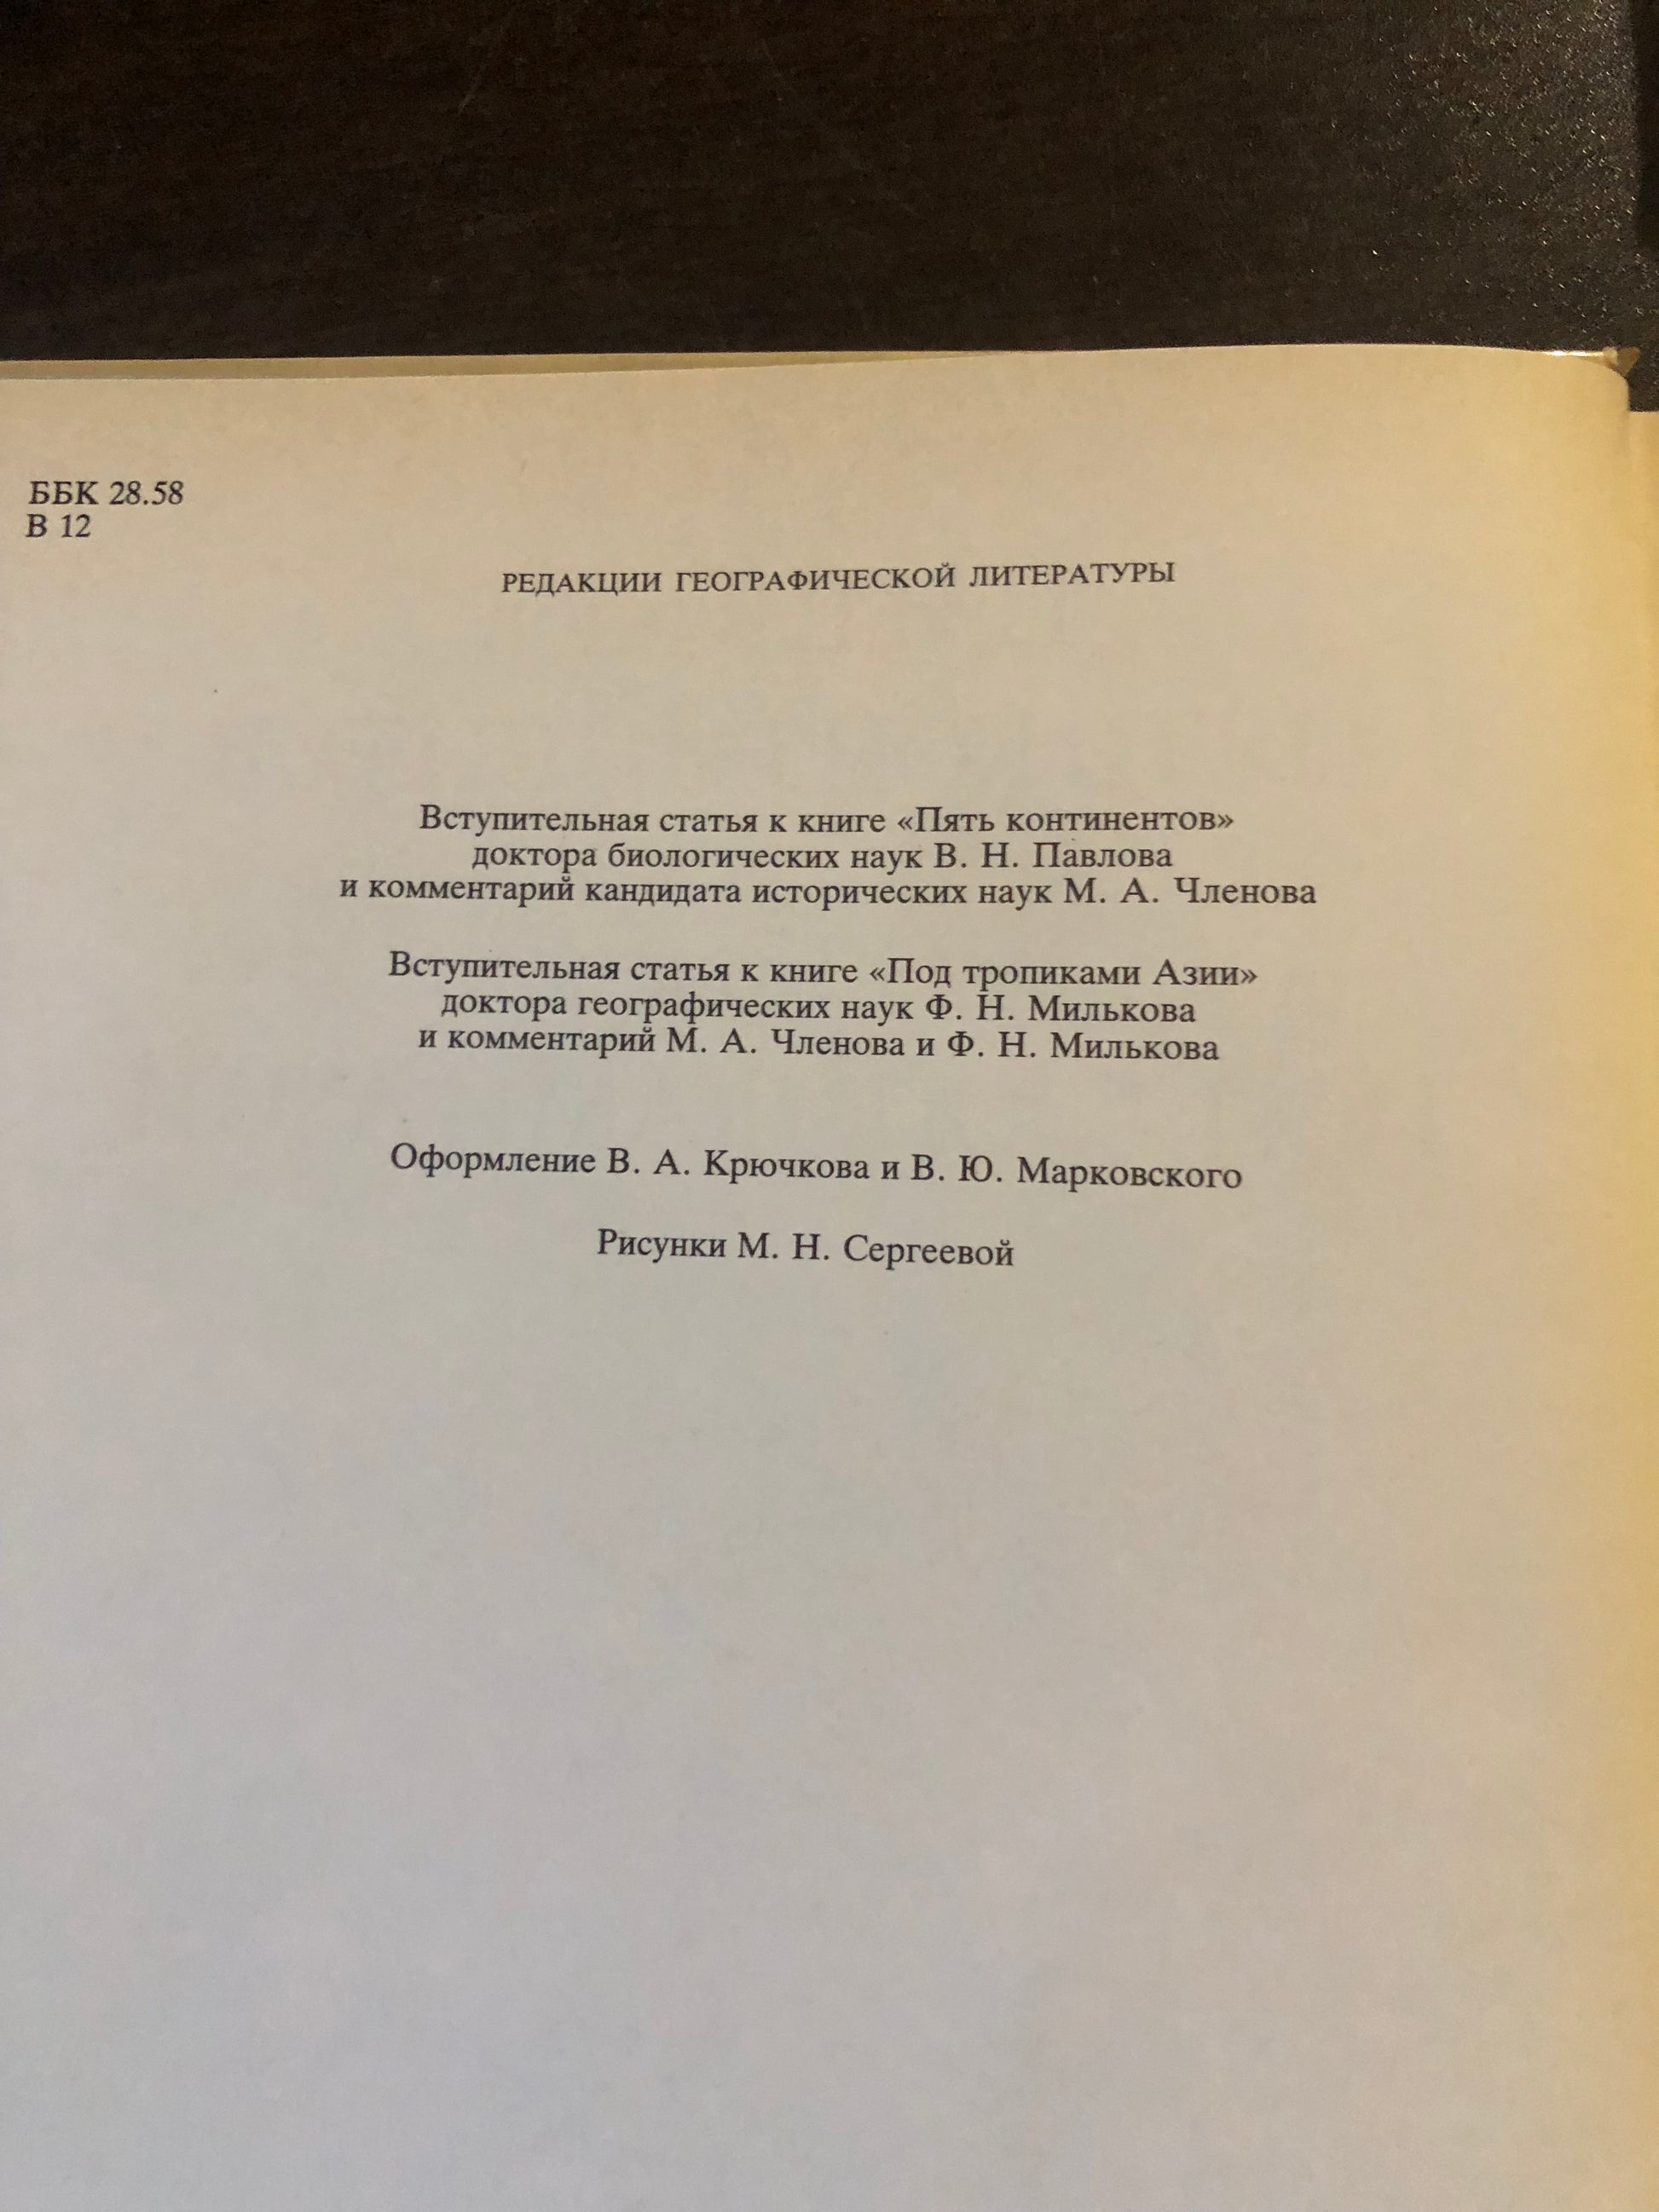 ББК 28.58
В 12
РЕДАКЦИИ ГЕОГРАФИЧЕСКОЙ ЛИТЕРАТУРЫ
Вступительная статья к книге «Пять континентов»
доктора биологических наук В. Н. Павлова
и комментарий кандидата исторических наук М. А. Членова
Вступительная статья к книге «Под тропиками Азии»
доктора географических наук Ф. Н. Милькова
и комментарий М. А. Членова и Ф. Н. Милькова
Оформление В. А. Крючкова и В. Ю. Марковского
Рисунки М. Н. Сергеевой